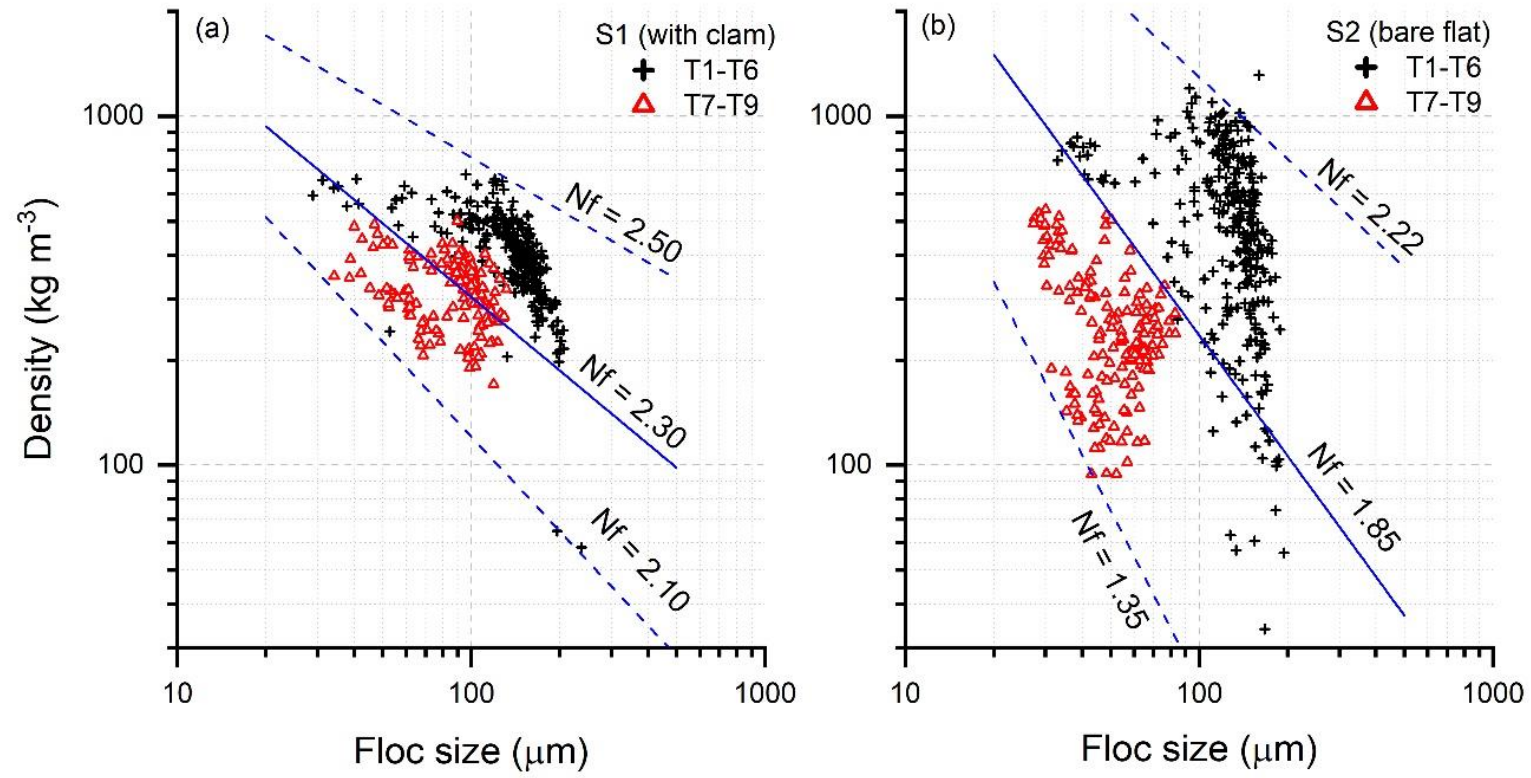 (a)
S1 (with clam)
T1-T6
T7-T9
Nf = 2.50
Nf = 2.30
Nf = 2.10
1000
100
10
100
1000
Density (kg m-3)
Floc size (μm)
(b)
S2 (bare flat)
T1-T6
T7-T9
Nf = 2.22
Nf = 1.85
Nf = 1.35
1000
100
10
100
1000
Floc size (μm)